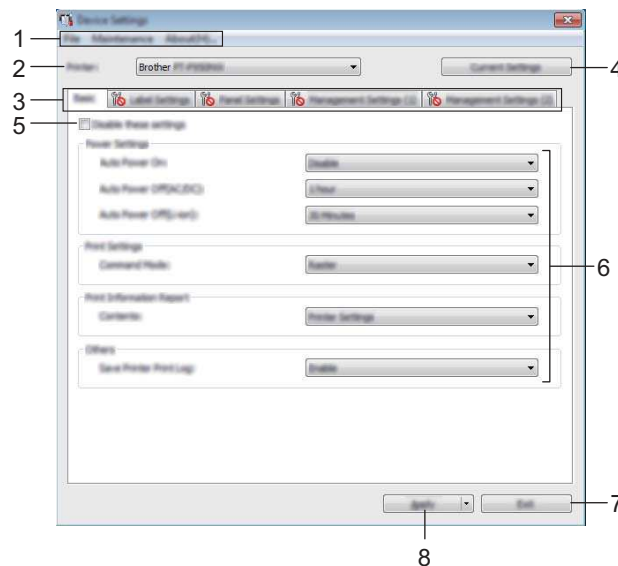 Device Settings
1
File Maintenance About(H)...
2
Printer:
Brother
Current Settings
4
3
Basic
Label Settings
Panel Settings
Management Settings (1)
Management Settings (2)
5
Disable these settings
Power Settings
Auto Power On:
Disable
Auto Power Off(AC/DC):
1 hour
Auto Power Off(Li-ion):
30 Minutes
Print Settings
Command Mode:
Raster
6
Print Information Report
Contents:
Printer Settings
Others
Save Printer Print Log:
Enable
Apply
Exit
7
8